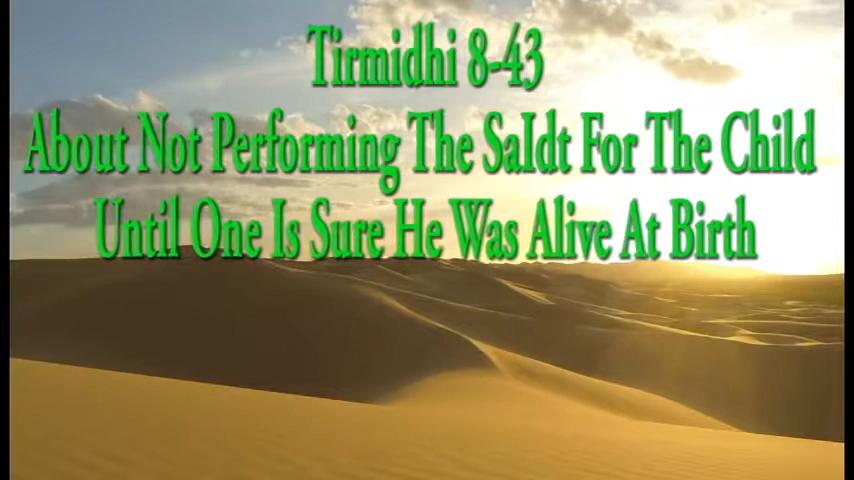 Tirmidhi 8-43
About Not Performing The SaIdt For The Child
Until One Is Sure He Was Alive At Birth